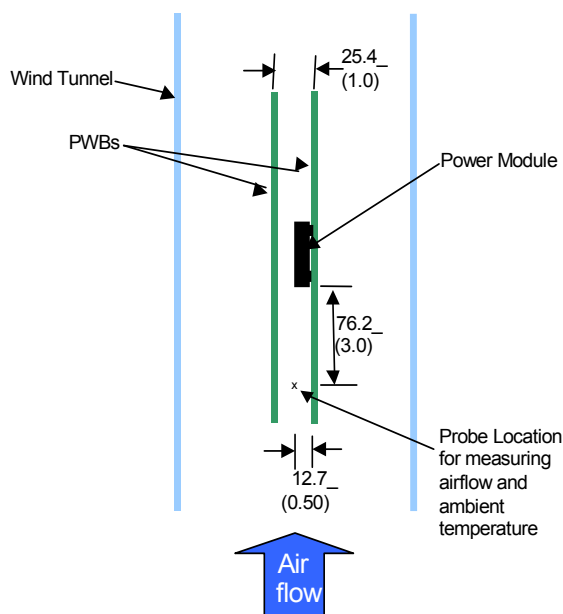 25.4_
(1.0)
Wind Tunnel
PWBs
Power Module
76.2_
(3.0)
x
Probe Location
for measuring
airflow and
ambient
temperature
12.7_
(0.50)
Air
flow